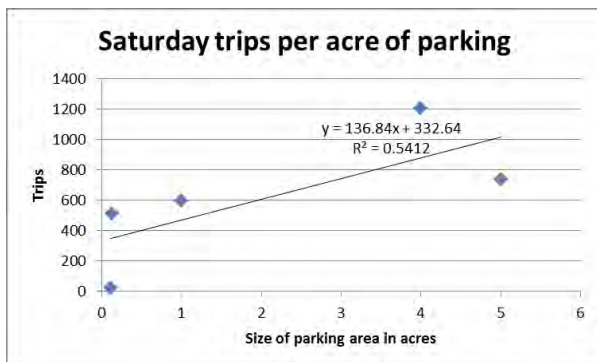 Saturday trips per acre of parking
1400
1200
1000
800
600
400
200
0
Trips
y = 136.84x + 332.64
R² = 0.5412
0 1 2 3 4 5 6
Size of parking area in acres